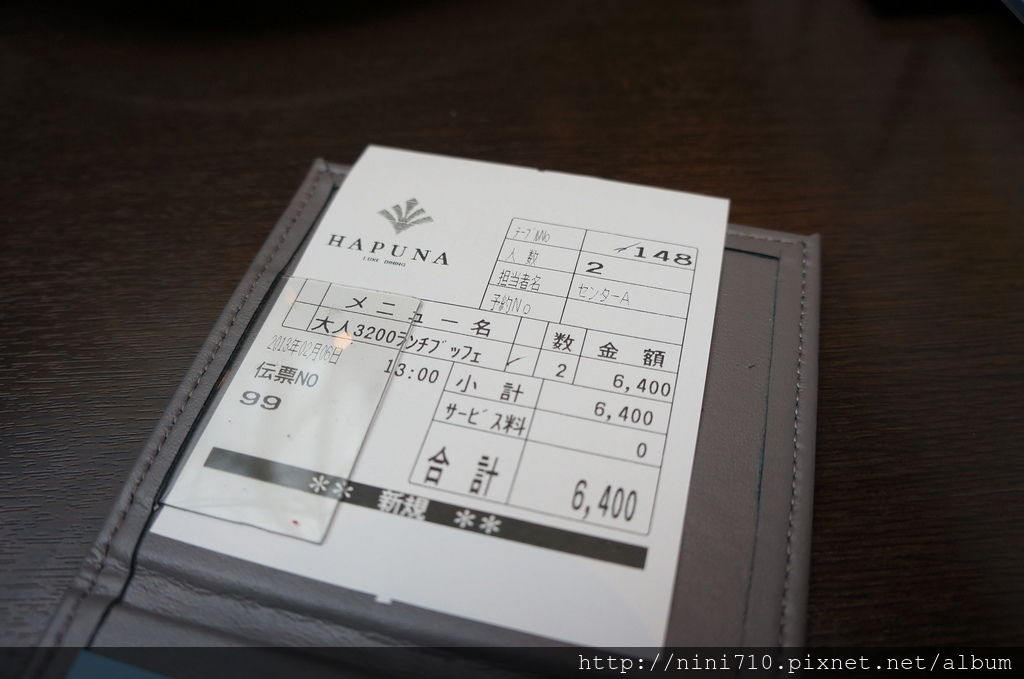 HAPUNA
LUXE DINING
テーブルNo 148
人数 2
担当者名 センターA
予約No
メニュー名 数 金額
大人3200ランチブッフェ 2 6,400
2013年02月06日 13:00
小計 6,400
伝票NO
サービス料 0
99
合計 6,400
** 新規 **
http://nini710.pixnet.net/album